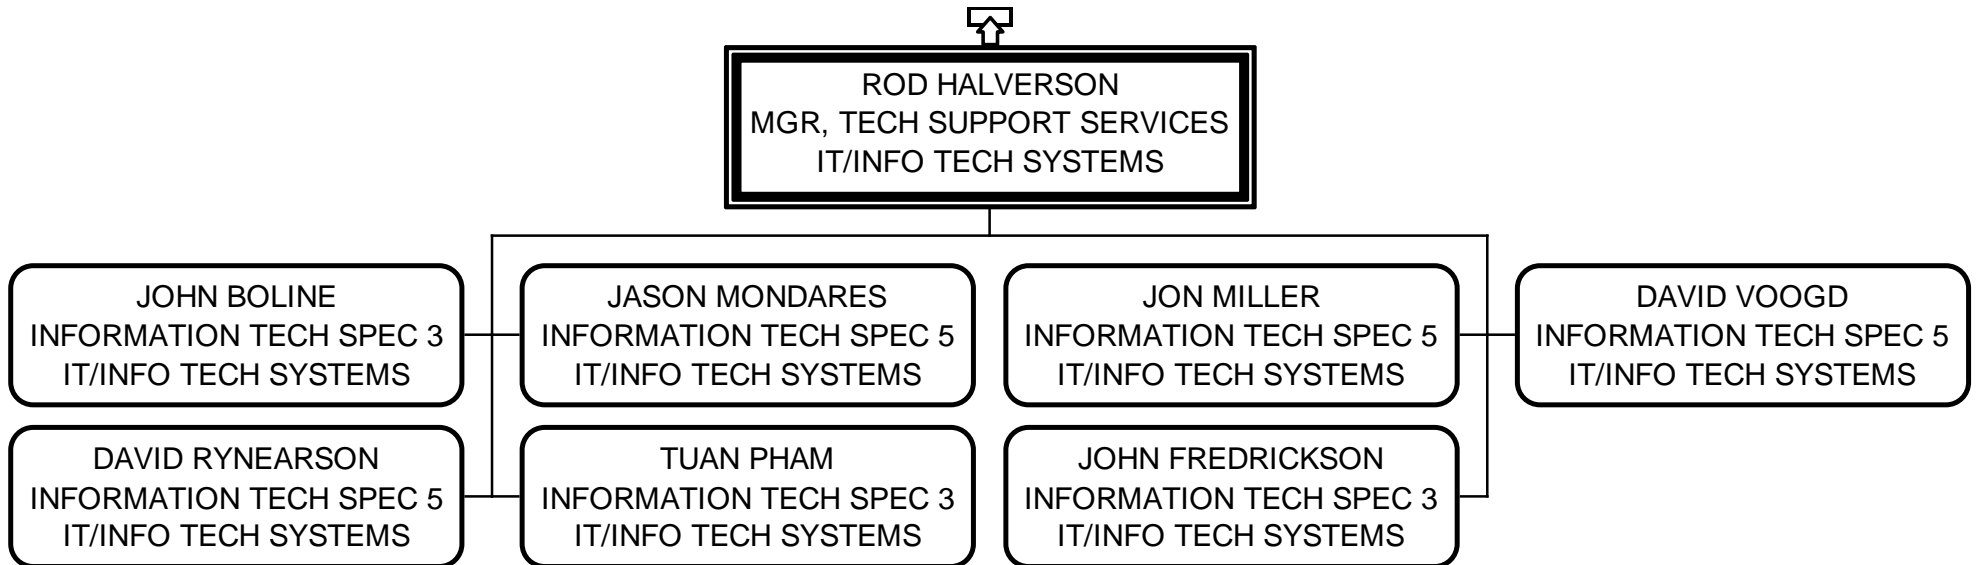 ROD HALVERSON
MGR, TECH SUPPORT SERVICES
IT/INFO TECH SYSTEMS
JOHN BOLINE
INFORMATION TECH SPEC 3
IT/INFO TECH SYSTEMS
JASON MONDARES
INFORMATION TECH SPEC 5
IT/INFO TECH SYSTEMS
JON MILLER
INFORMATION TECH SPEC 5
IT/INFO TECH SYSTEMS
DAVID VOOGD
INFORMATION TECH SPEC 5
IT/INFO TECH SYSTEMS
DAVID RYNEARSON
INFORMATION TECH SPEC 5
IT/INFO TECH SYSTEMS
TUAN PHAM
INFORMATION TECH SPEC 3
IT/INFO TECH SYSTEMS
JOHN FREDRICKSON
INFORMATION TECH SPEC 3
IT/INFO TECH SYSTEMS